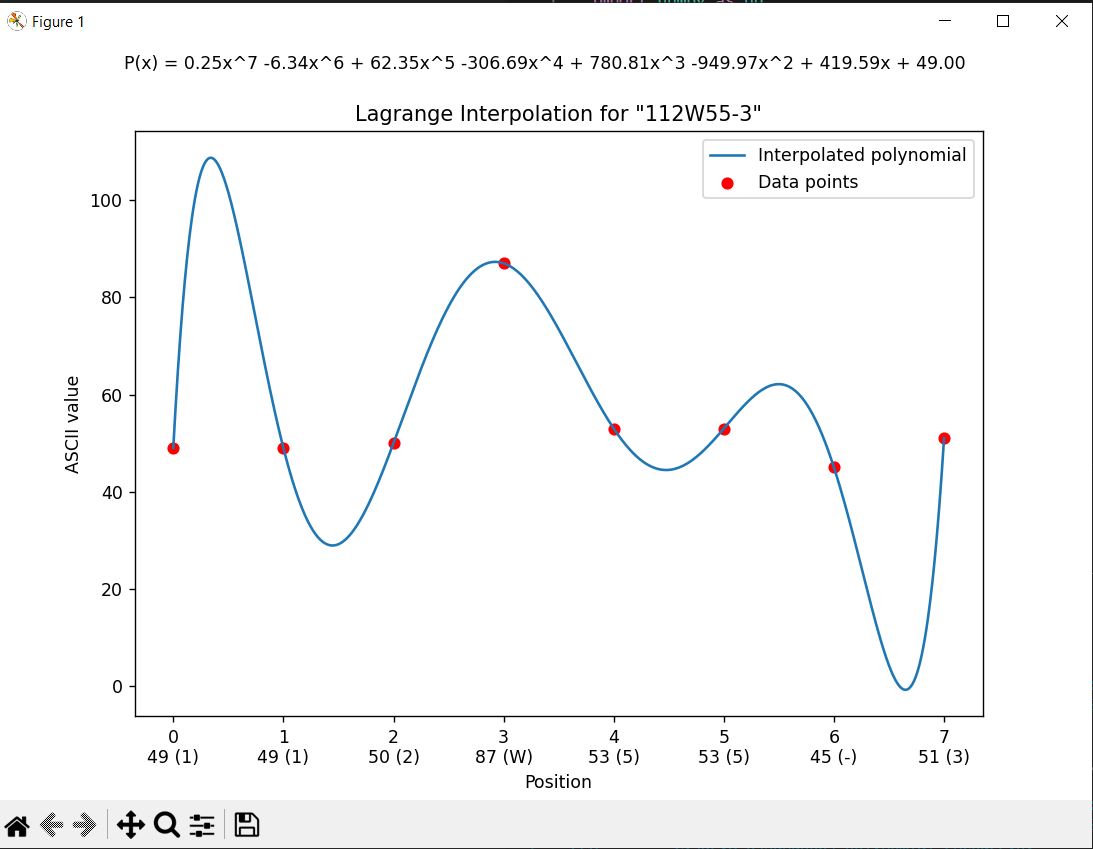 Figure 1
P(x) = 0.25x^7 -6.34x^6 + 62.35x^5 -306.69x^4 + 780.81x^3 -949.97x^2 + 419.59x + 49.00
Lagrange Interpolation for "112W55-3"
Interpolated polynomial
Data points
100
80
60
40
20
0
ASCII value
0 1 2 3 4 5 6 7
49 (1) 49 (1) 50 (2) 87 (W) 53 (5) 53 (5) 45 (-) 51 (3)
Position